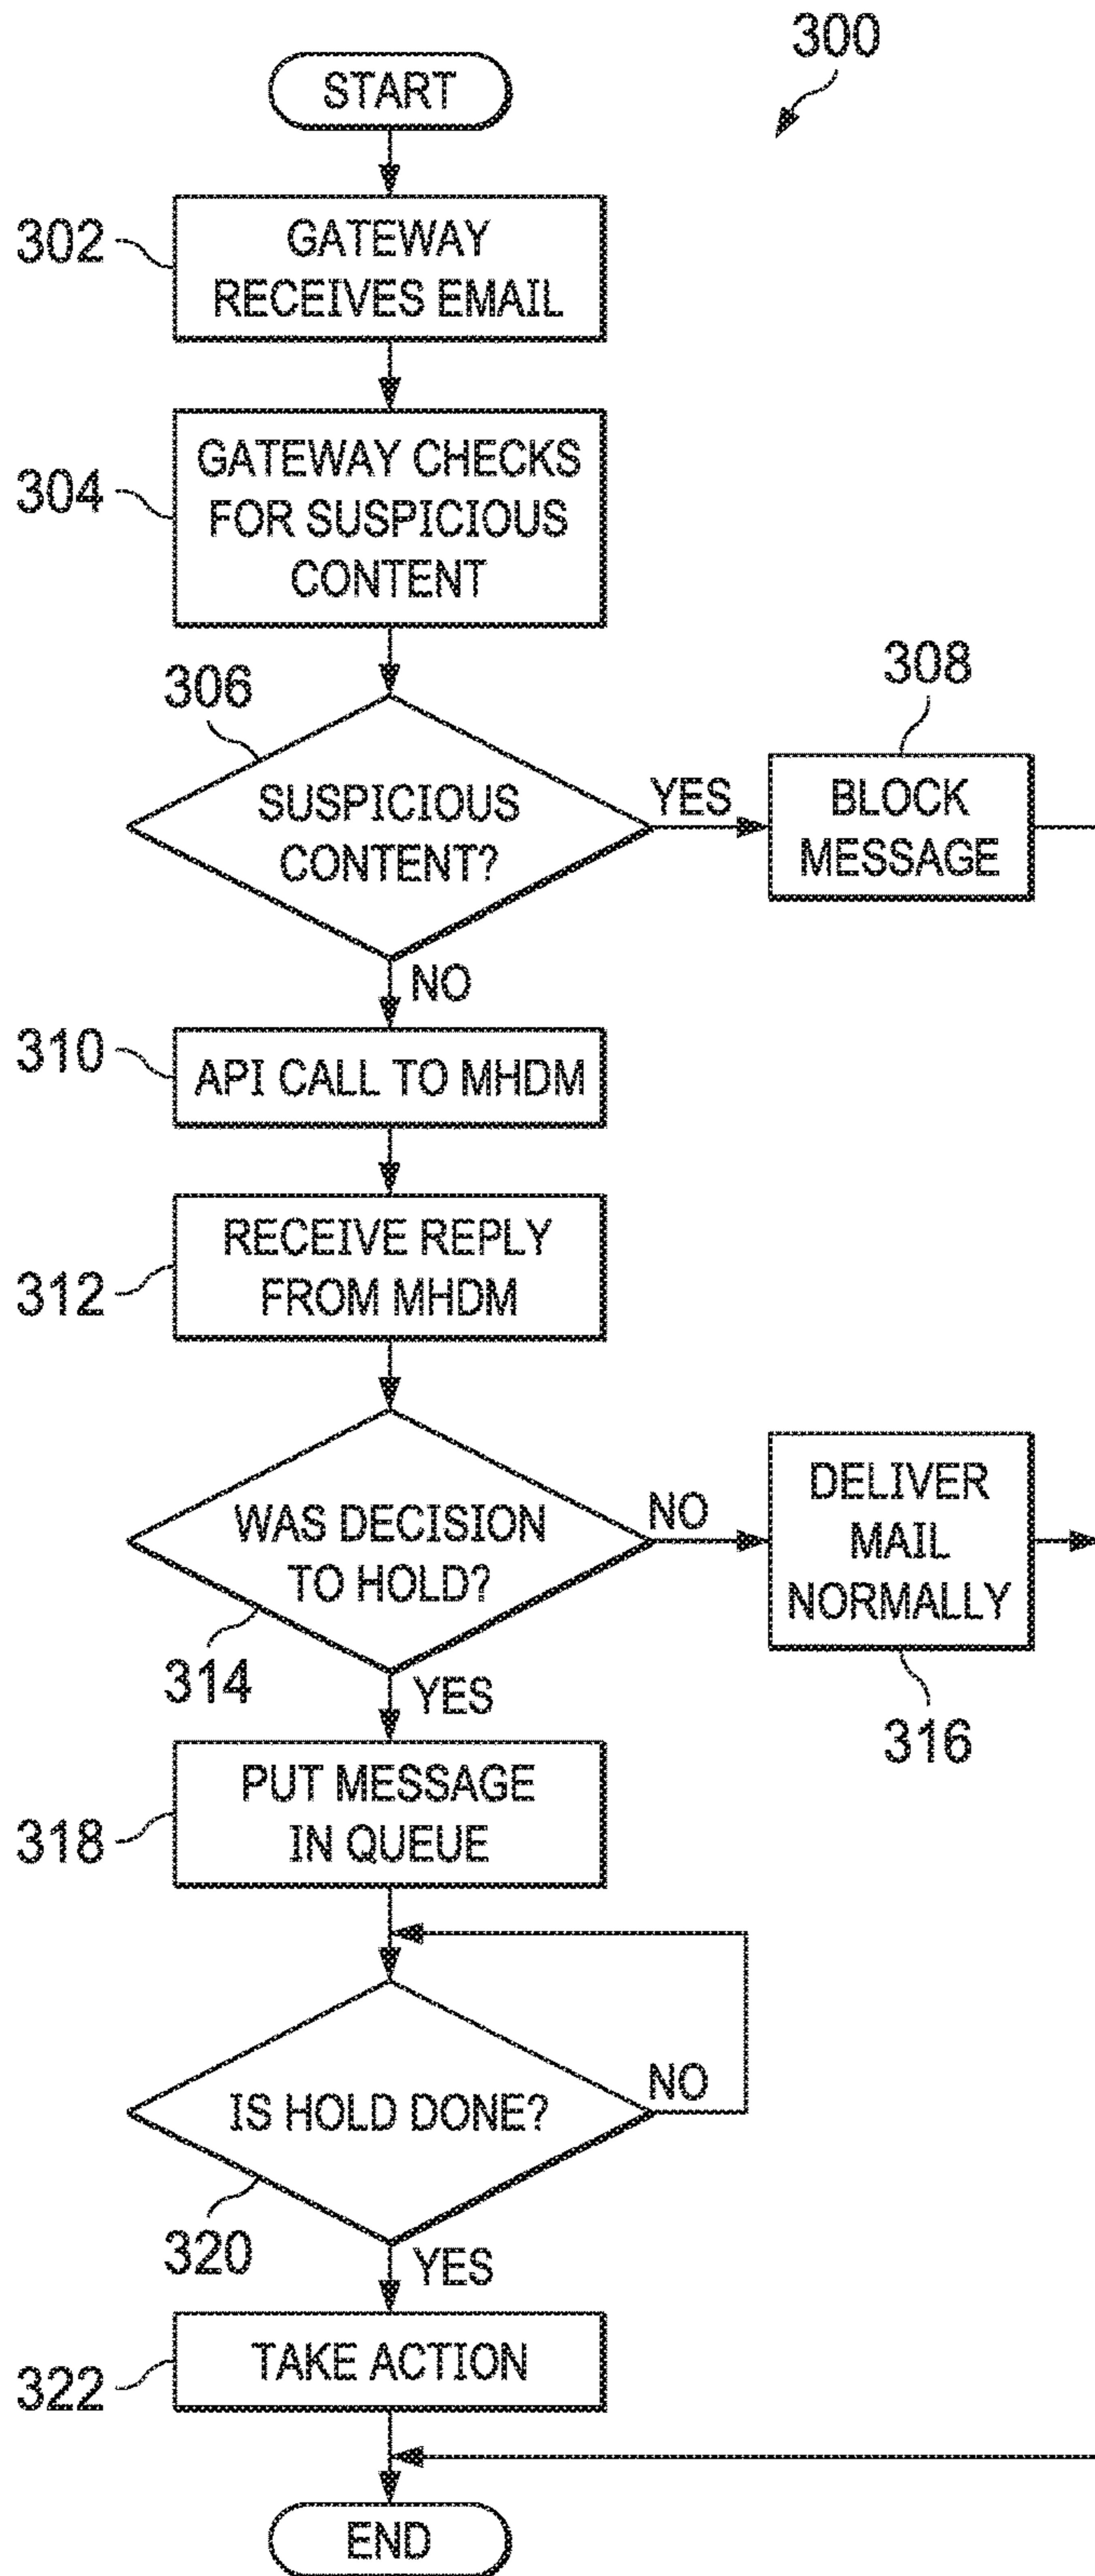 300
START
302
GATEWAY
RECEIVES EMAIL
304
GATEWAY CHECKS
FOR SUSPICIOUS
CONTENT
306
SUSPICIOUS
CONTENT?
YES
308
BLOCK
MESSAGE
NO
310
API CALL TO MHDM
312
RECEIVE REPLY
FROM MHDM
WAS DECISION
TO HOLD?
314
NO
DELIVER
MAIL
NORMALLY
316
YES
318
PUT MESSAGE
IN QUEUE
IS HOLD DONE?
NO
320
YES
322
TAKE ACTION
END